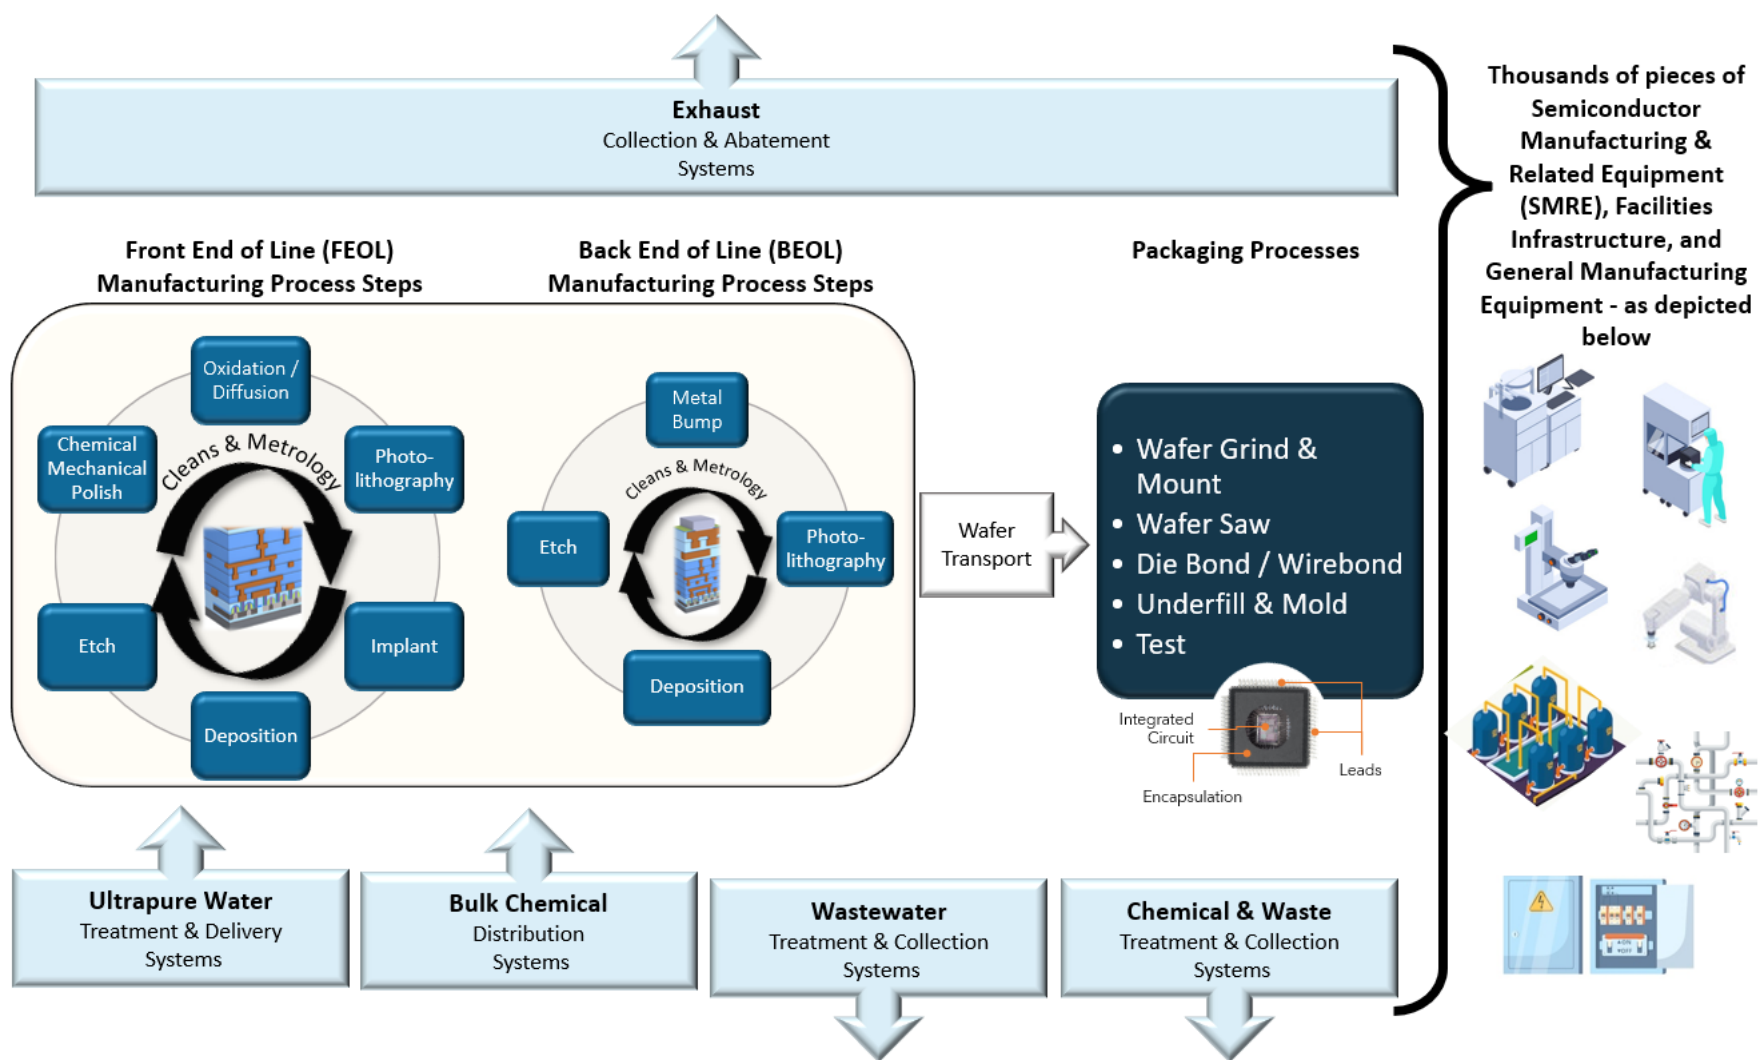 Exhaust
Collection & Abatement
Systems
Thousands of pieces of
Semiconductor
Manufacturing &
Related Equipment
(SMRE), Facilities
Infrastructure, and
General Manufacturing
Equipment - as depicted
below
Front End of Line (FEOL)
Manufacturing Process Steps
Back End of Line (BEOL)
Manufacturing Process Steps
Packaging Processes
Oxidation /
Diffusion
Chemical
Mechanical
Polish
Cleans & Metrology
Photo-
lithography
Etch
Implant
Deposition
Metal
Bump
Cleans & Metrology
Etch
Photo-
lithography
Deposition
Wafer
Transport
• Wafer Grind &
Mount
• Wafer Saw
• Die Bond / Wirebond
• Underfill & Mold
• Test
Integrated
Circuit
Leads
Encapsulation
Ultrapure Water
Treatment & Delivery
Systems
Bulk Chemical
Distribution
Systems
Wastewater
Treatment & Collection
Systems
Chemical & Waste
Treatment & Collection
Systems
ON
OFF